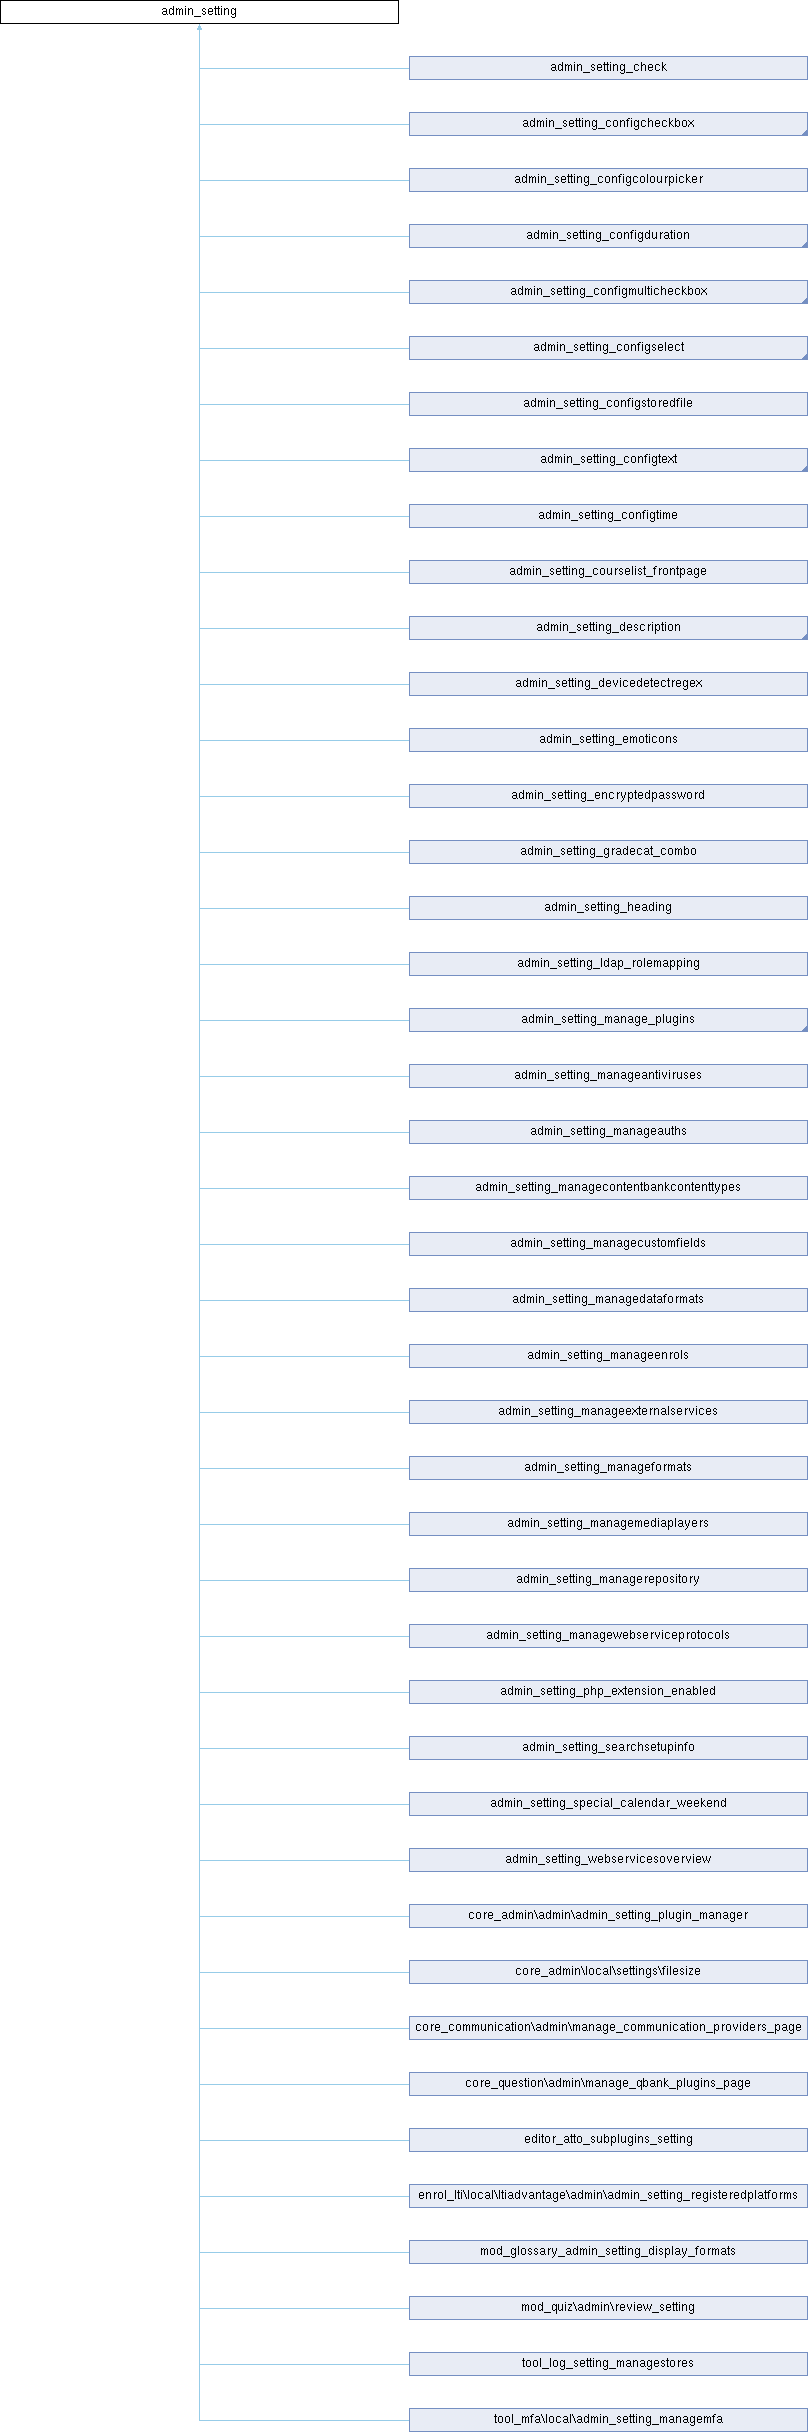 admin_setting
admin_setting_check
admin_setting_configcheckbox
admin_setting_configcolourpicker
admin_setting_configduration
admin_setting_configmulticheckbox
admin_setting_configselect
admin_setting_configstoredfile
admin_setting_configtext
admin_setting_configtime
admin_setting_courselist_frontpage
admin_setting_description
admin_setting_devicedetectregex
admin_setting_emoticons
admin_setting_encryptedpassword
admin_setting_gradecat_combo
admin_setting_heading
admin_setting_ldap_rolemapping
admin_setting_manage_plugins
admin_setting_manageantiviruses
admin_setting_manageauths
admin_setting_managecontentbankcontenttypes
admin_setting_managecustomfields
admin_setting_managedataformats
admin_setting_manageenrols
admin_setting_manageexternalservices
admin_setting_manageformats
admin_setting_managemediaplayers
admin_setting_managerepository
admin_setting_managewebserviceprotocols
admin_setting_php_extension_enabled
admin_setting_searchsetupinfo
admin_setting_special_calendar_weekend
admin_setting_webservicesoverview
core_admin\admin\admin_setting_plugin_manager
core_admin\local\settings\filesize
core_communication\admin\manage_communication_providers_page
core_question\admin\manage_qbank_plugins_page
editor_atto_subplugins_setting
enrol_lti\local\ltiadvantage\admin\admin_setting_registeredplatforms
mod_glossary_admin_setting_display_formats
mod_quiz\admin\review_setting
tool_log_setting_managestores
tool_mfa\local\admin_setting_managemfa